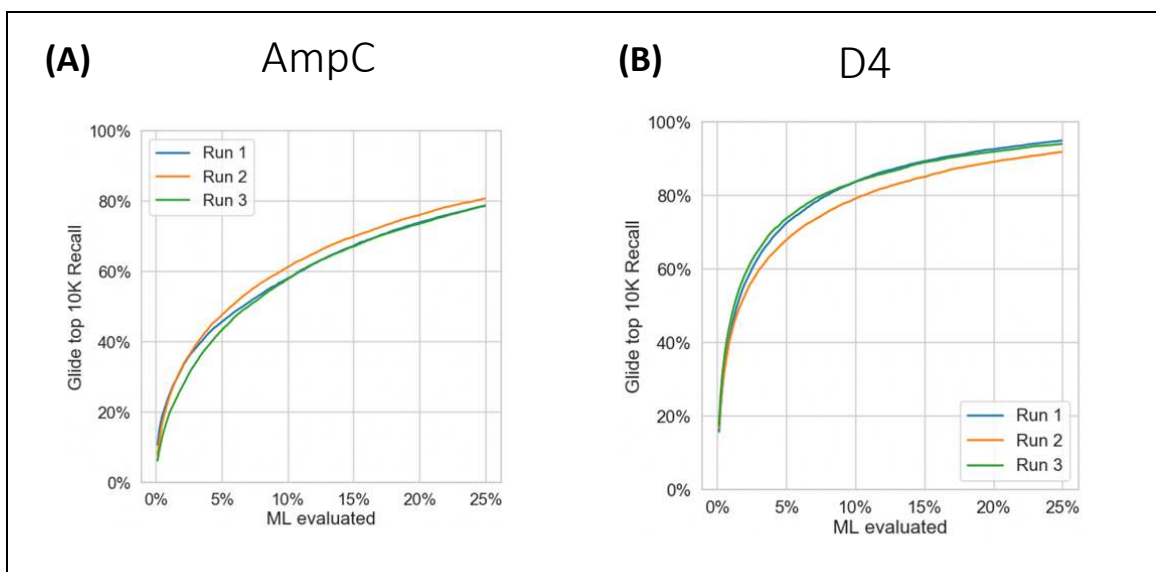 (A) AmpC
100%
80%
60%
40%
20%
0%
Glide top 10K Recall
Run 1
Run 2
Run 3
0% 5% 10% 15% 20% 25%
ML evaluated
(B) D4
100%
80%
60%
40%
20%
0%
Glide top 10K Recall
Run 1
Run 2
Run 3
0% 5% 10% 15% 20% 25%
ML evaluated